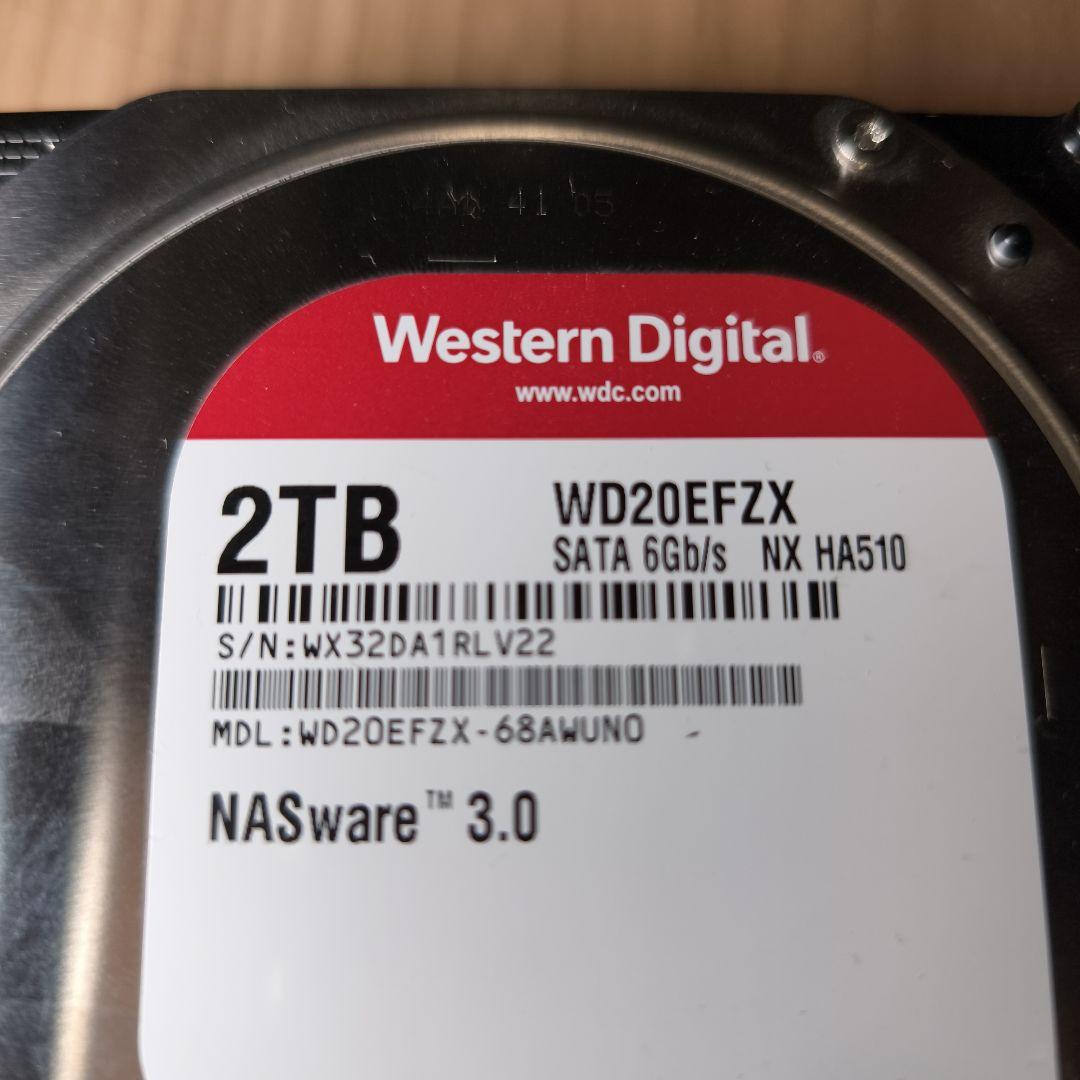 41 05
Western Digital®
www.wdc.com
2TB
WD20EFZX
SATA 6Gb/s NX HA510
S/N:WX32DA1RLV22
MDL:WD20EFZX-68AWUN0
NASware™ 3.0